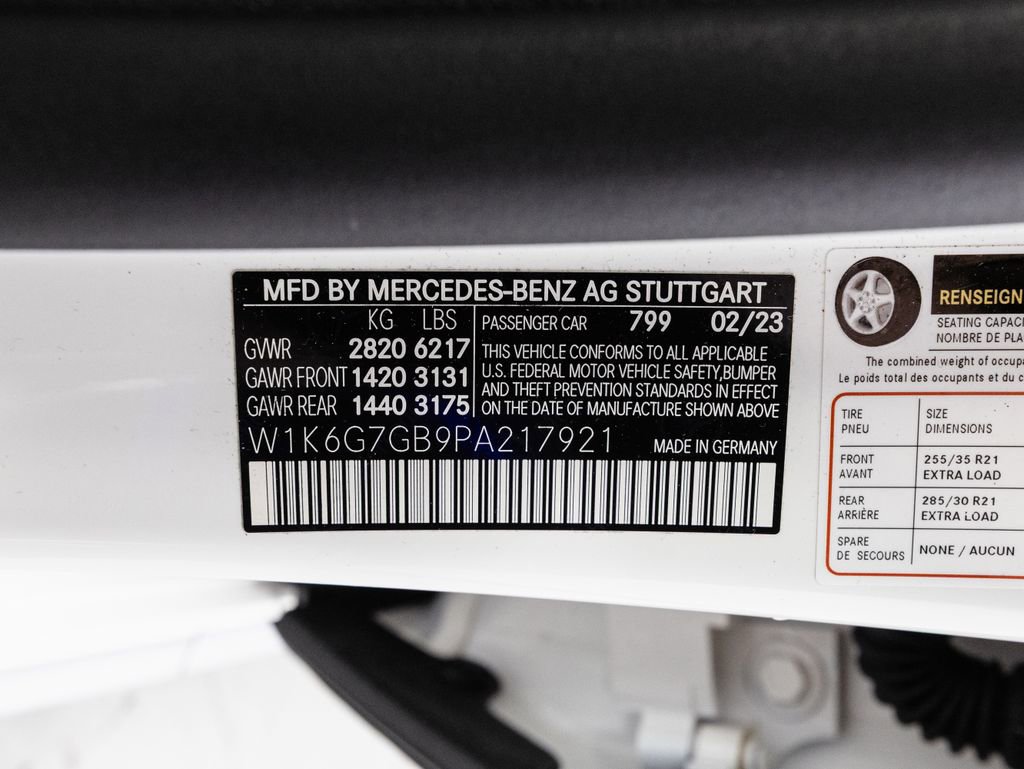 MFD BY MERCEDES-BENZ AG STUTTGART
KG LBS
GVWR 2820 6217
GAWR FRONT 1420 3131
GAWR REAR 1440 3175
PASSENGER CAR 799 02/23
THIS VEHICLE CONFORMS TO ALL APPLICABLE
U.S. FEDERAL MOTOR VEHICLE SAFETY,BUMPER
AND THEFT PREVENTION STANDARDS IN EFFECT
ON THE DATE OF MANUFACTURE SHOWN ABOVE
W1K6G7GB9PA217921 MADE IN GERMANY
RENSEIGN
SEATING CAPACI
NOMBRE DE PLA
The combined weight of occupa
Le poids total des occupants et du c
TIRE
PNEU
SIZE
DIMENSIONS
FRONT
AVANT
255/35 R21
EXTRA LOAD
REAR
ARRIÈRE
285/30 R21
EXTRA LOAD
SPARE
DE SECOURS
NONE / AUCUN